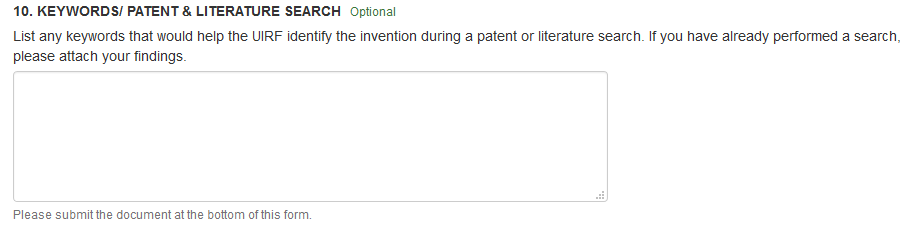 10. KEYWORDS/ PATENT & LITERATURE SEARCH Optional
List any keywords that would help the UIRF identify the invention during a patent or literature search. If you have already performed a search,
please attach your findings.
Please submit the document at the bottom of this form.